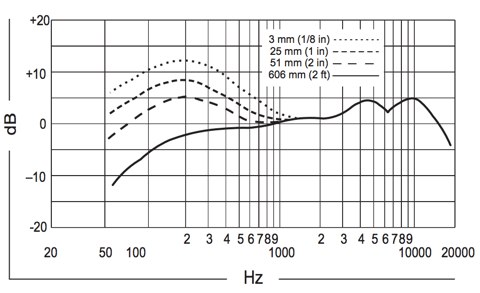 +20
3 mm (1/8 in)
25 mm (1 in)
51 mm (2 in)
606 mm (2 ft)
+10
dB
0
–10
-20
2 3 4 5 6 7 8 9 2 3 4 5 6 7 8 9
20 50 100 1000 10000 20000
Hz